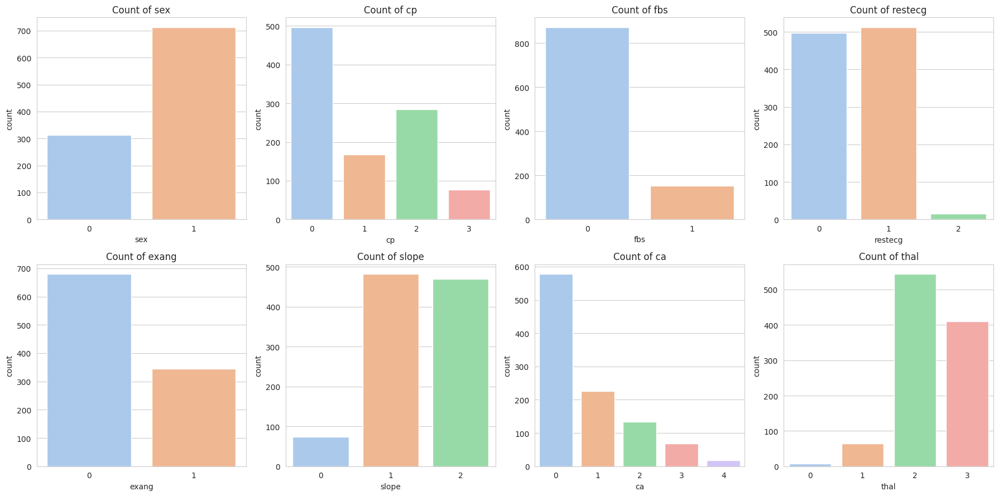 Count of sex
700
600
500
400
300
200
100
0
count
0 1
sex
Count of cp
500
400
300
200
100
0
count
0 1 2 3
cp
Count of fbs
800
600
400
200
0
count
0 1
fbs
Count of restecg
500
400
300
200
100
0
count
0 1 2
restecg
Count of exang
700
600
500
400
300
200
100
0
count
0 1
exang
Count of slope
500
400
300
200
100
0
count
0 1 2
slope
Count of ca
600
500
400
300
200
100
0
count
0 1 2 3 4
ca
Count of thal
500
400
300
200
100
0
count
0 1 2 3
thal